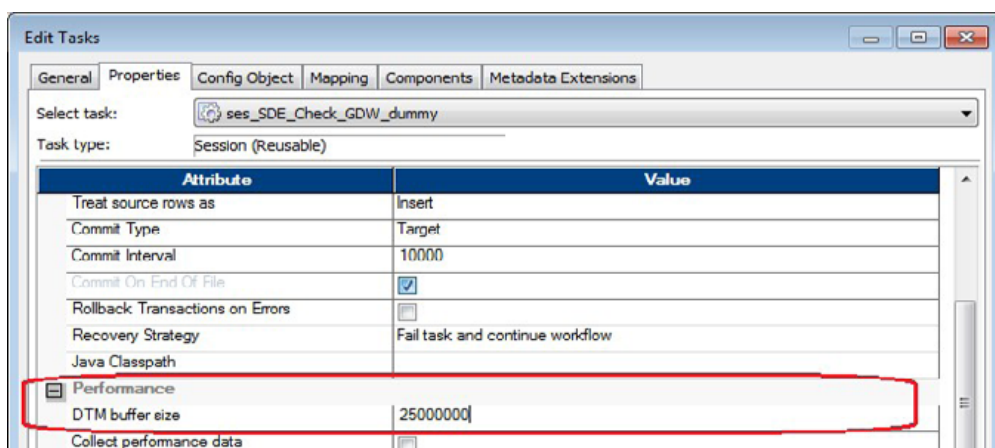 Edit Tasks
General Properties Config Object Mapping Components Metadata Extensions
Select task: ses_SDE_Check_GDW_dummy
Task type: Session (Reusable)
Attribute Value
Treat source rows as Insert
Commit Type Target
Commit Interval 10000
Commit On End Of File
Rollback Transactions on Errors
Recovery Strategy Fail task and continue workflow
Java Classpath
Performance
DTM buffer size 25000000
Collect performance data